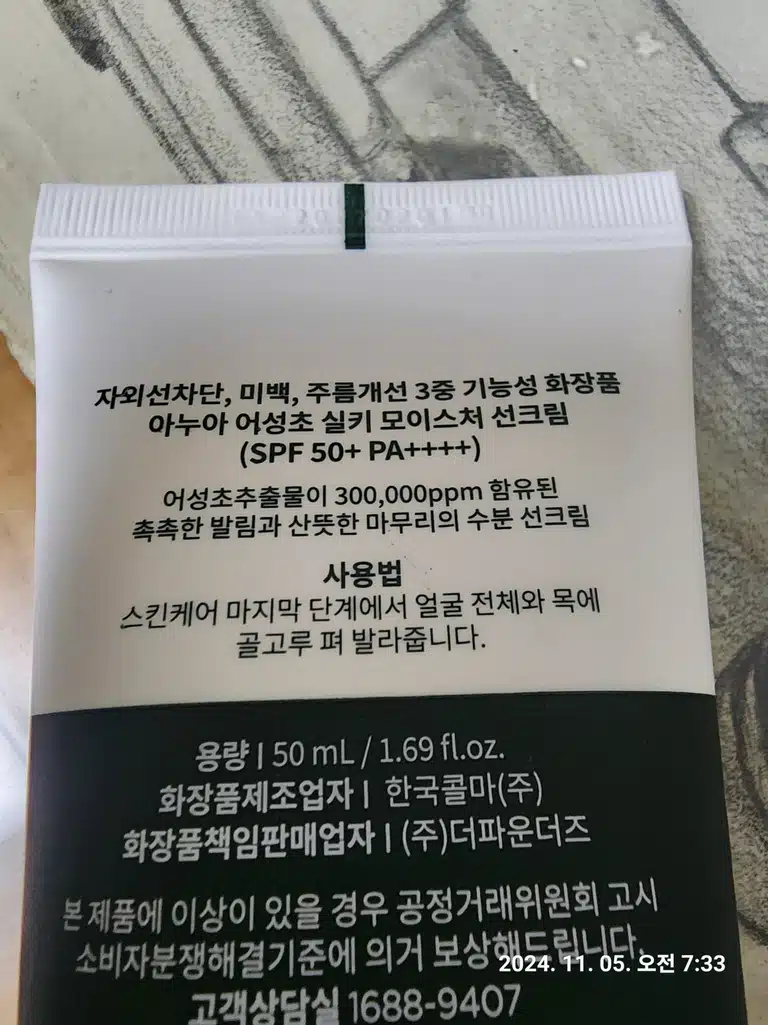 자외선차단, 미백, 주름개선 3중 기능성 화장품
아누아 어성초 실키 모이스처 선크림
(SPF 50+ PA++++)
어성초추출물이 300,000ppm 함유된
촉촉한 발림과 산뜻한 마무리의 수분 선크림
사용법
스킨케어 마지막 단계에서 얼굴 전체와 목에
골고루 펴 발라줍니다.
용량 | 50 mL / 1.69 fl.oz.
화장품제조업자 | 한국콜마(주)
화장품책임판매업자 | (주)더파운더즈
본 제품에 이상이 있을 경우 공정거래위원회 고시
소비자분쟁해결기준에 의거 보상해드립니다.
2024. 11. 05. 오전 7:33
고객상담실 1688-9407